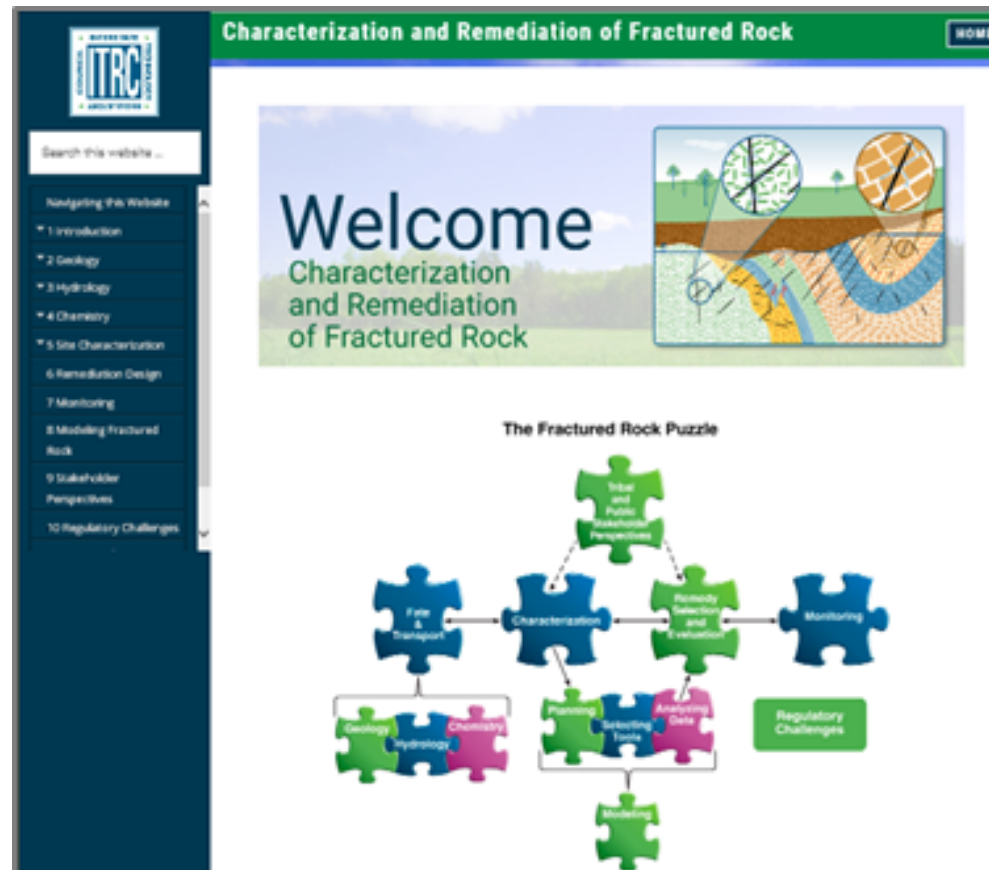 Characterization and Remediation of Fractured Rock
HOME
ITRC
Search this website ...
Navigating this Website
1 Introduction
2 Geology
3 Hydrology
4 Chemistry
5 Site Characterization
6 Remediation Design
7 Monitoring
8 Modeling Fractured
Rock
9 Stakeholder
Perspectives
10 Regulatory Challenges
Welcome
Characterization
and Remediation
of Fractured Rock
The Fractured Rock Puzzle
Tribal
and
Public
Stakeholder
Perspectives
Fate
&
Transport
Characterization
Remedy
Selection
and
Evaluation
Monitoring
Geology
Hydrology
Chemistry
Planning
Selecting
Tools
Analyzing
Data
Regulatory
Challenges
Modeling